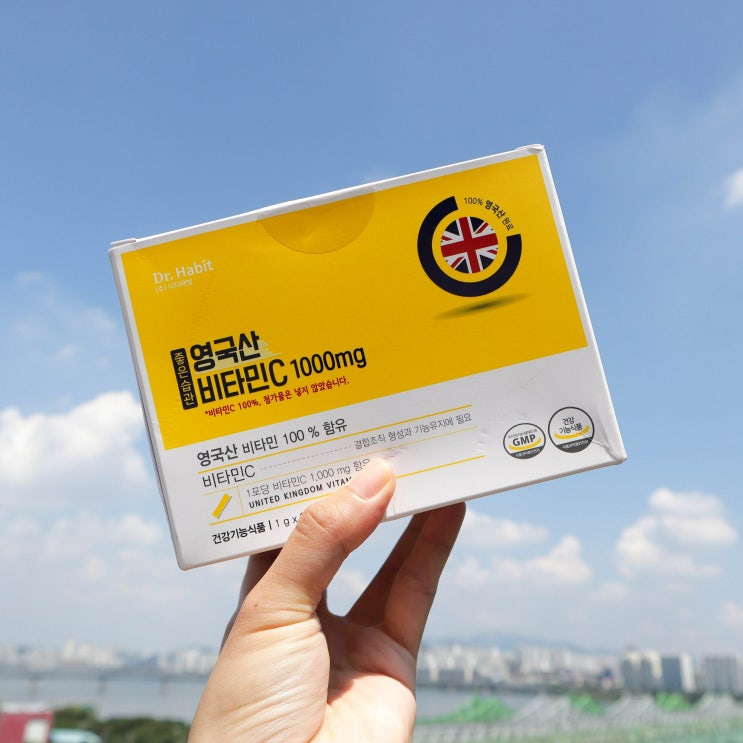 100% 영국산 원료
Dr. Habit
(주) 닥터해빗
좋은습관
영국산
비타민C 1000mg
*비타민C 100%, 첨가물은 넣지 않았습니다.
영국산 비타민 100 % 함유
비타민C
결합조직 형성과 기능유지에 필요
1포당 비타민C 1,000 mg 함유
UNITED KINGDOM
건강기능식품 | 1 g x
GMP
건강
기능식품